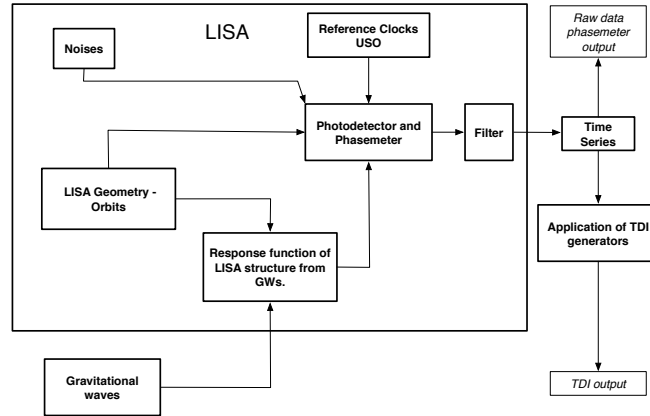 LISA
Reference Clocks
USO
Raw data
phasemeter
output
Noises
Photodetector and
Phasemeter
Filter
Time
Series
LISA Geometry -
Orbits
Response function of
LISA structure from
GWs.
Application of TDI
generators
Gravitational
waves
TDI output